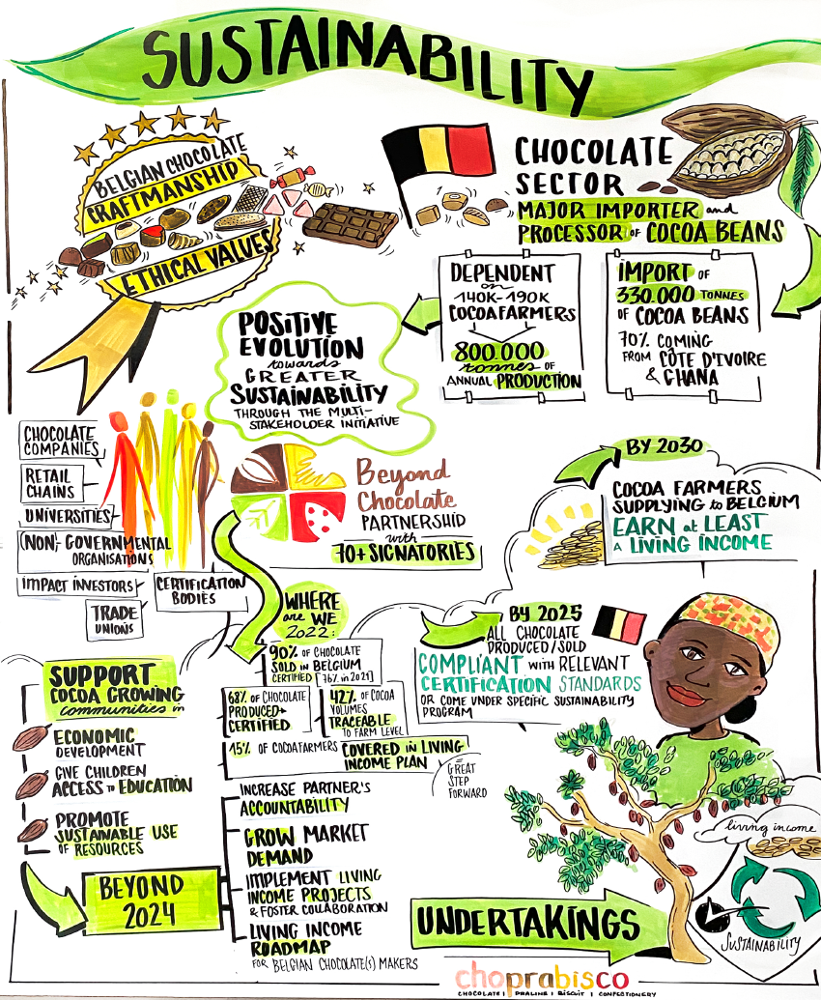 SUSTAINABILITY
BELGIAN CHOCOLATE
CRAFTMANSHIP
ETHICAL VALUES
CHOCOLATE
SECTOR
MAJOR IMPORTER and
PROCESSOR of COCOA BEANS
DEPENDENT
on
140K-190K
COCOAFARMERS
800.000
tonnes OF
ANNUAL PRODUCTION
IMPORT OF
330.000 TONNES
OF COCOA BEANS
70% COMING
FROM CÔTE D'IVOIRE
& GHANA
POSITIVE
EVOLUTION
towards
GREATER
SUSTAINABILITY
THROUGH THE MULTI-
STAKEHOLDER INITIATIVE
CHOCOLATE
COMPANIES
RETAIL
CHAINS
UNIVERSITIES
(NON)-GOVERNMENTAL
ORGANISATIONS
IMPACT INVESTORS
CERTIFICATION
BODIES
TRADE
UNIONS
Beyond
Chocolate
PARTNERSHIP
with
70+ SIGNATORIES
BY 2030
COCOA FARMERS
SUPPLYING to BELGIUM
EARN at LEAST
A LIVING INCOME
WHERE
are WE
2022:
90% OF CHOCOLATE
SOLD IN BELGIUM
CERTIFIED [76% in 2021]
68% OF CHOCOLATE
PRODUCED→
CERTIFIED
42% OF COCOA
VOLUMES
TRACEABLE
TO FARM LEVEL
15% OF COCOAFARMERS COVERED IN LIVING
INCOME PLAN
= GREAT
STEP
FORWARD
BY 2025
ALL CHOCOLATE
PRODUCED/SOLD
COMPLIANT WITH RELEVANT
CERTIFICATION STANDARDS
OR COME UNDER SPECIFIC SUSTAINABILITY
PROGRAM
SUPPORT
COCOA GROWING
communities in
ECONOMIC
DEVELOPMENT
GIVE CHILDREN
ACCESS to EDUCATION
PROMOTE
SUSTAINABLE USE
OF RESOURCES
BEYOND
2024
INCREASE PARTNER'S
ACCOUNTABILITY
GROW MARKET
DEMAND
IMPLEMENT LIVING
INCOME PROJECTS
& FOSTER COLLABORATION
LIVING INCOME
ROADMAP
FOR BELGIAN CHOCOLATE(S) MAKERS
UNDERTAKINGS
living income
SUSTAINABILITY
choprabisco
CHOCOLATE | PRALINE | BISCUIT | CONFECTIONERY